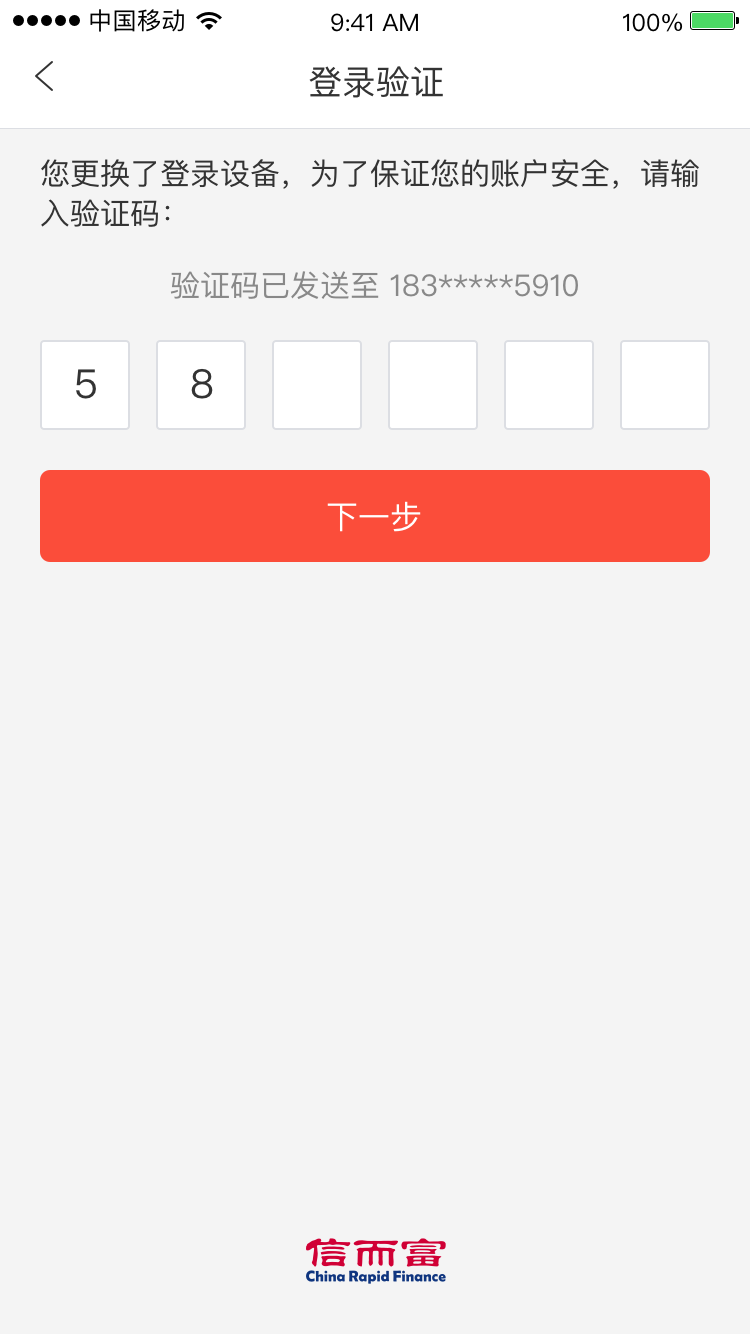 中国移动 9:41 AM 100%
登录验证
您更换了登录设备，为了保证您的账户安全，请输
入验证码：
验证码已发送至 183*****5910
5 8
下一步
信而富
China Rapid Finance